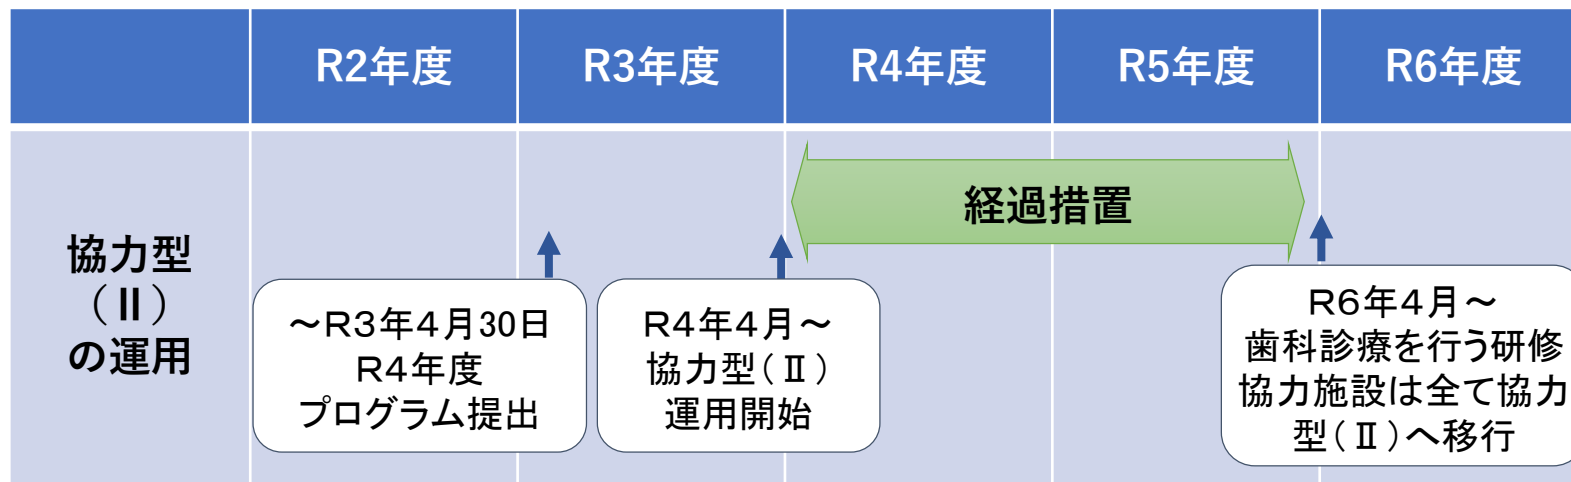 R2年度
R3年度
R4年度
R5年度
R6年度
協力型
（Ⅱ）
の運用
経過措置
～R３年４月30日
R４年度
プログラム提出
R４年４月～
協力型（Ⅱ）
運用開始
R６年４月～
歯科診療を行う研修
協力施設は全て協力
型（Ⅱ）へ移行